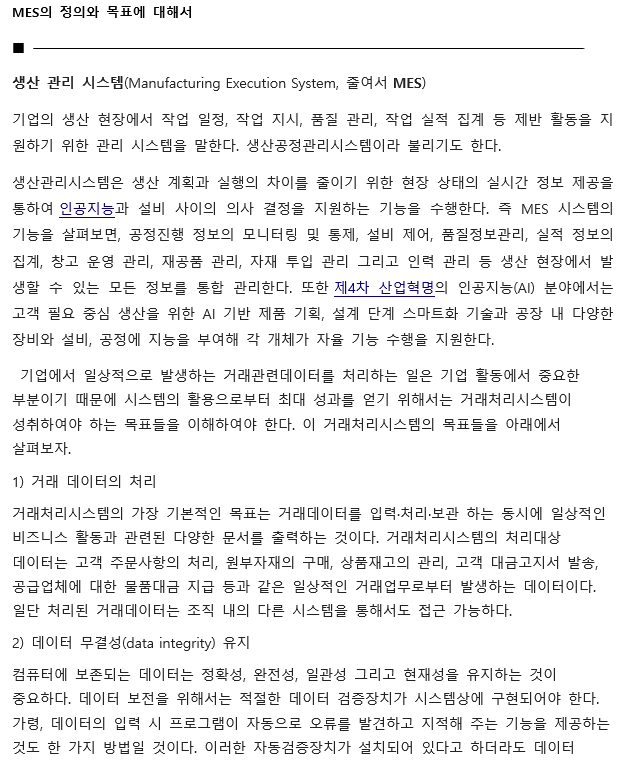 MES의 정의와 목표에 대해서
■
생산 관리 시스템(Manufacturing Execution System, 줄여서 MES)
기업의 생산 현장에서 작업 일정, 작업 지시, 품질 관리, 작업 실적 집계 등 제반 활동을 지
원하기 위한 관리 시스템을 말한다. 생산공정관리시스템이라 불리기도 한다.
생산관리시스템은 생산 계획과 실행의 차이를 줄이기 위한 현장 상태의 실시간 정보 제공을
통하여 인공지능과 설비 사이의 의사 결정을 지원하는 기능을 수행한다. 즉 MES 시스템의
기능을 살펴보면, 공정진행 정보의 모니터링 및 통제, 설비 제어, 품질정보관리, 실적 정보의
집계, 창고 운영 관리, 재공품 관리, 자재 투입 관리 그리고 인력 관리 등 생산 현장에서 발
생할 수 있는 모든 정보를 통합 관리한다. 또한 제4차 산업혁명의 인공지능(AI) 분야에서는
고객 필요 중심 생산을 위한 AI 기반 제품 기획, 설계 단계 스마트화 기술과 공장 내 다양한
장비와 설비, 공정에 지능을 부여해 각 개체가 자율 기능 수행을 지원한다.
기업에서 일상적으로 발생하는 거래관련데이터를 처리하는 일은 기업 활동에서 중요한
부분이기 때문에 시스템의 활용으로부터 최대 성과를 얻기 위해서는 거래처리시스템이
성취하여야 하는 목표들을 이해하여야 한다. 이 거래처리시스템의 목표들을 아래에서
살펴보자.
1) 거래 데이터의 처리
거래처리시스템의 가장 기본적인 목표는 거래데이터를 입력·처리·보관 하는 동시에 일상적인
비즈니스 활동과 관련된 다양한 문서를 출력하는 것이다. 거래처리시스템의 처리대상
데이터는 고객 주문사항의 처리, 원부자재의 구매, 상품재고의 관리, 고객 대금고지서 발송,
공급업체에 대한 물품대금 지급 등과 같은 일상적인 거래업무로부터 발생하는 데이터이다.
일단 처리된 거래데이터는 조직 내의 다른 시스템을 통해서도 접근 가능하다.
2) 데이터 무결성(data integrity) 유지
컴퓨터에 보존되는 데이터는 정확성, 완전성, 일관성 그리고 현재성을 유지하는 것이
중요하다. 데이터 보전을 위해서는 적절한 데이터 검증장치가 시스템상에 구현되어야 한다.
가령, 데이터의 입력 시 프로그램이 자동으로 오류를 발견하고 지적해 주는 기능을 제공하는
것도 한 가지 방법일 것이다. 이러한 자동검증장치가 설치되어 있다고 하더라도 데이터